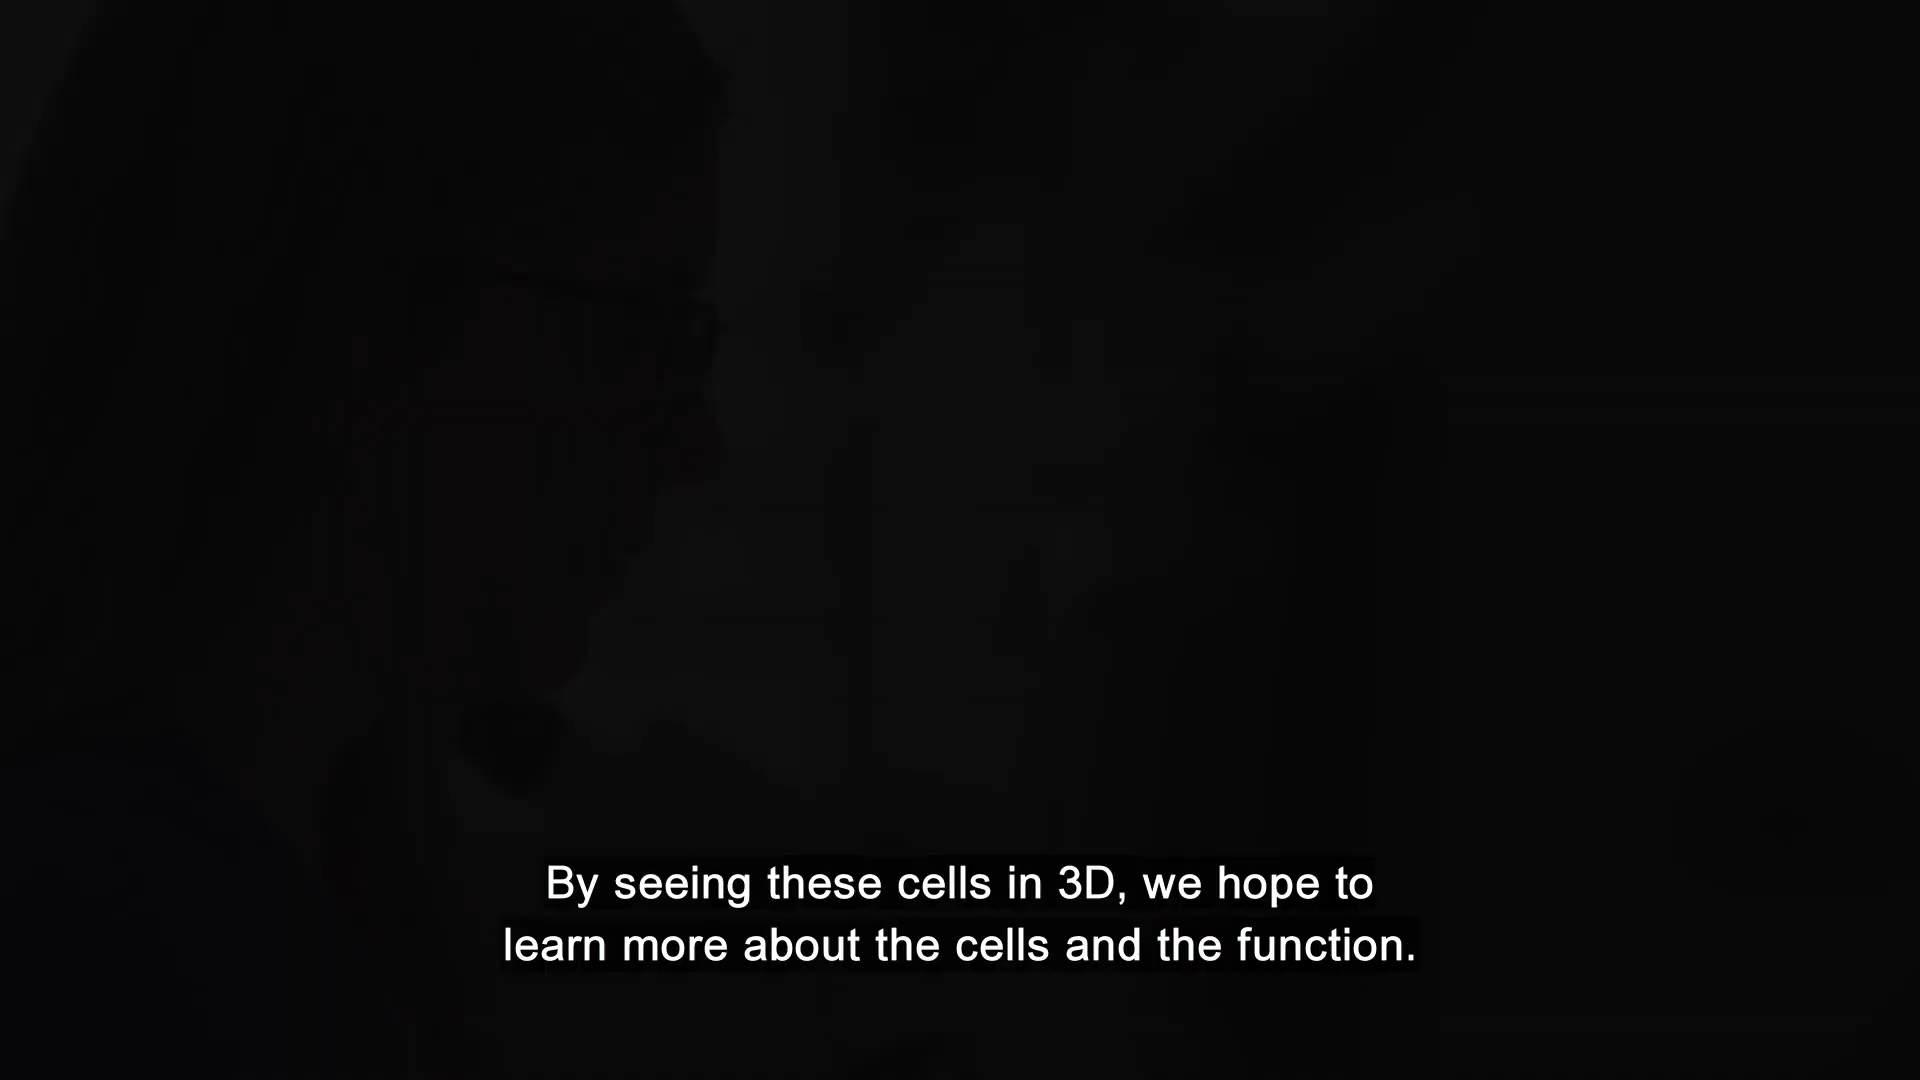 By seeing these cells in 3D, we hope to
learn more about the cells and the function.